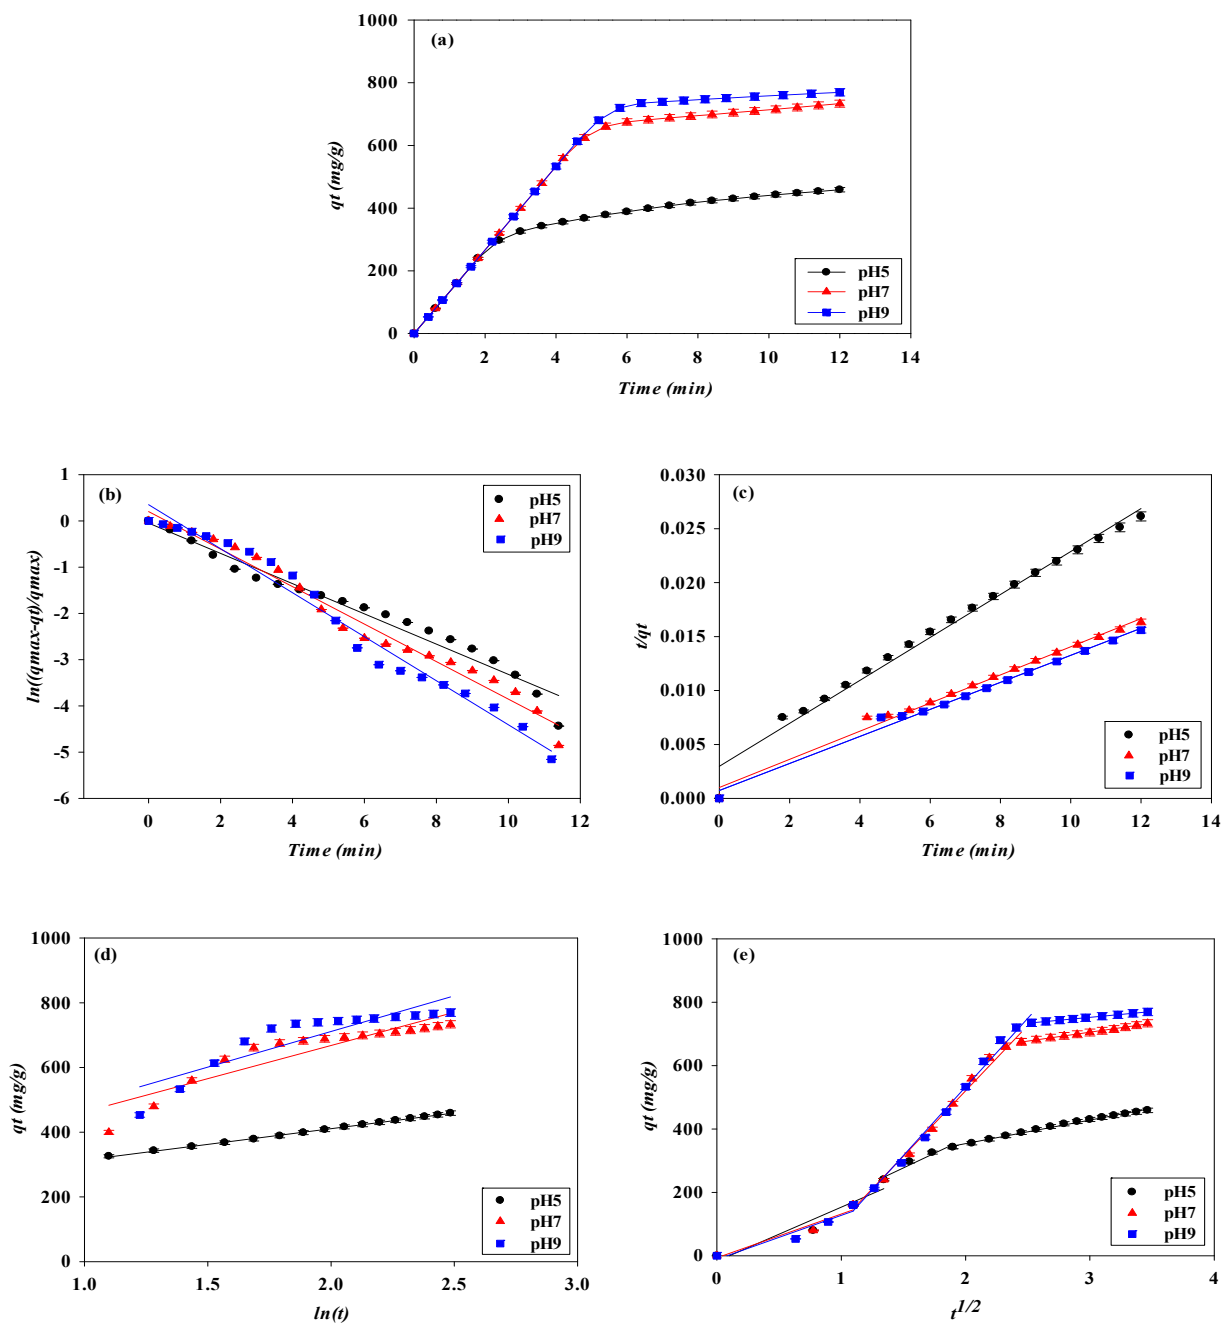 (a)
1000
800
600
400
200
0
qt (mg/g)
0 2 4 6 8 10 12 14
Time (min)
pH5
pH7
pH9
(b)
1
0
-1
-2
-3
-4
-5
-6
ln((qmax-qt)/qmax)
0 2 4 6 8 10 12
Time (min)
pH5
pH7
pH9
(c)
0.030
0.025
0.020
0.015
0.010
0.005
0.000
t/qt
0 2 4 6 8 10 12 14
Time (min)
pH5
pH7
pH9
(d)
1000
800
600
400
200
0
qt (mg/g)
1.0 1.5 2.0 2.5 3.0
ln(t)
pH5
pH7
pH9
(e)
1000
800
600
400
200
0
qt (mg/g)
0 1 2 3 4
t1/2
pH5
pH7
pH9